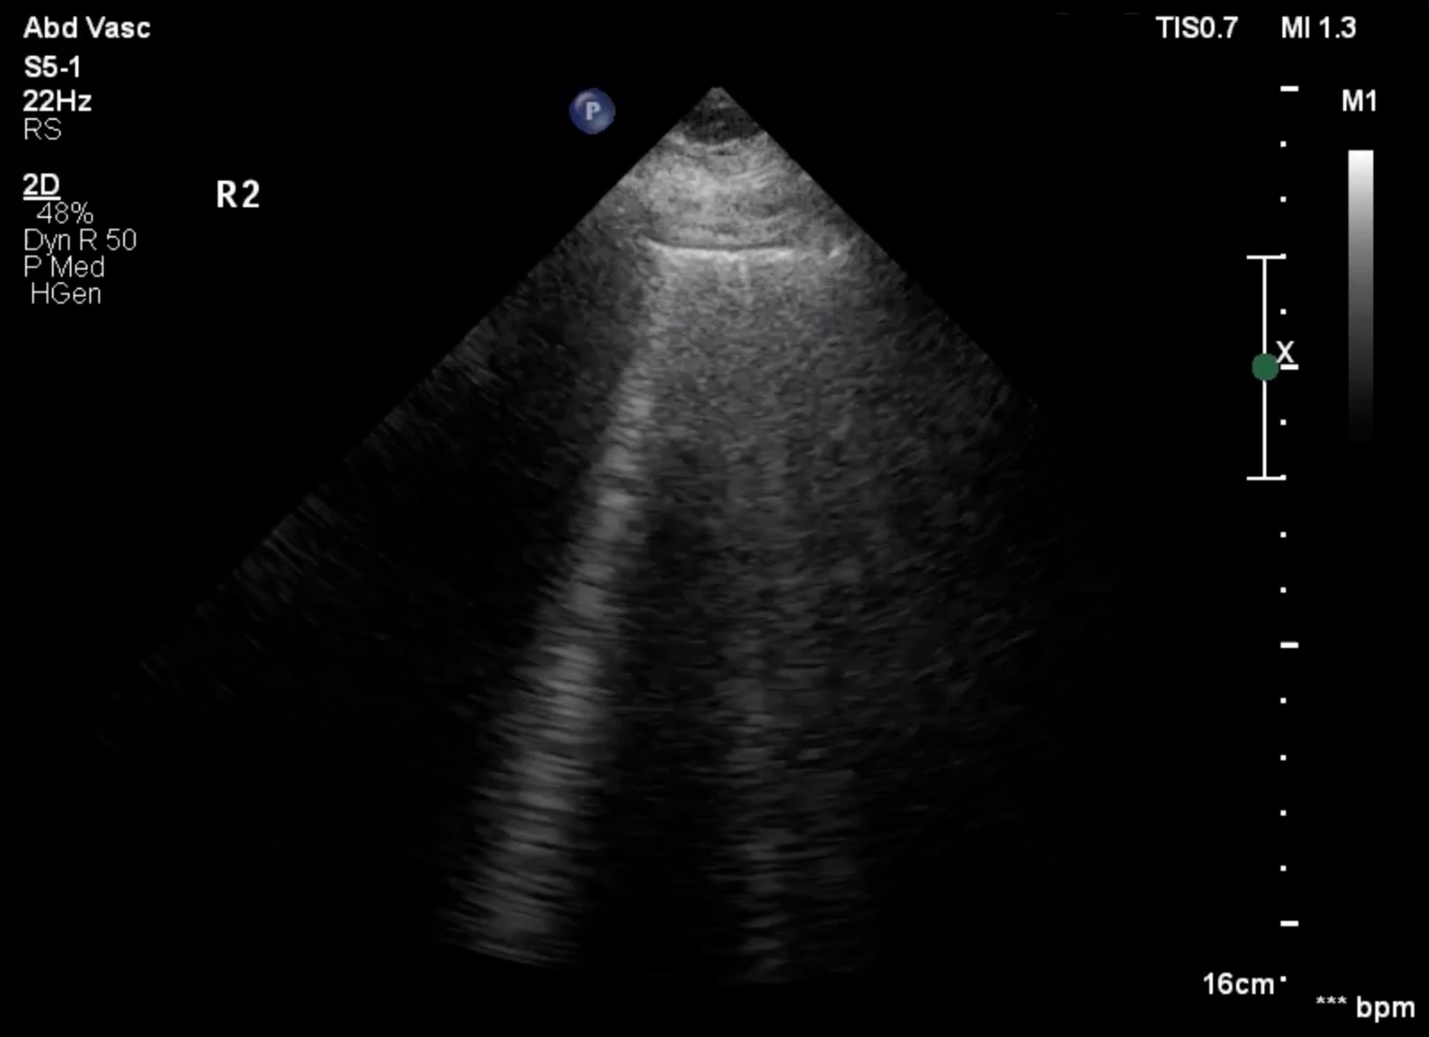 Abd Vasc
S5-1
22Hz
RS
2D
48%
Dyn R 50
P Med
HGen
R2
P
TIS0.7 MI 1.3
M1
X
16cm
*** bpm